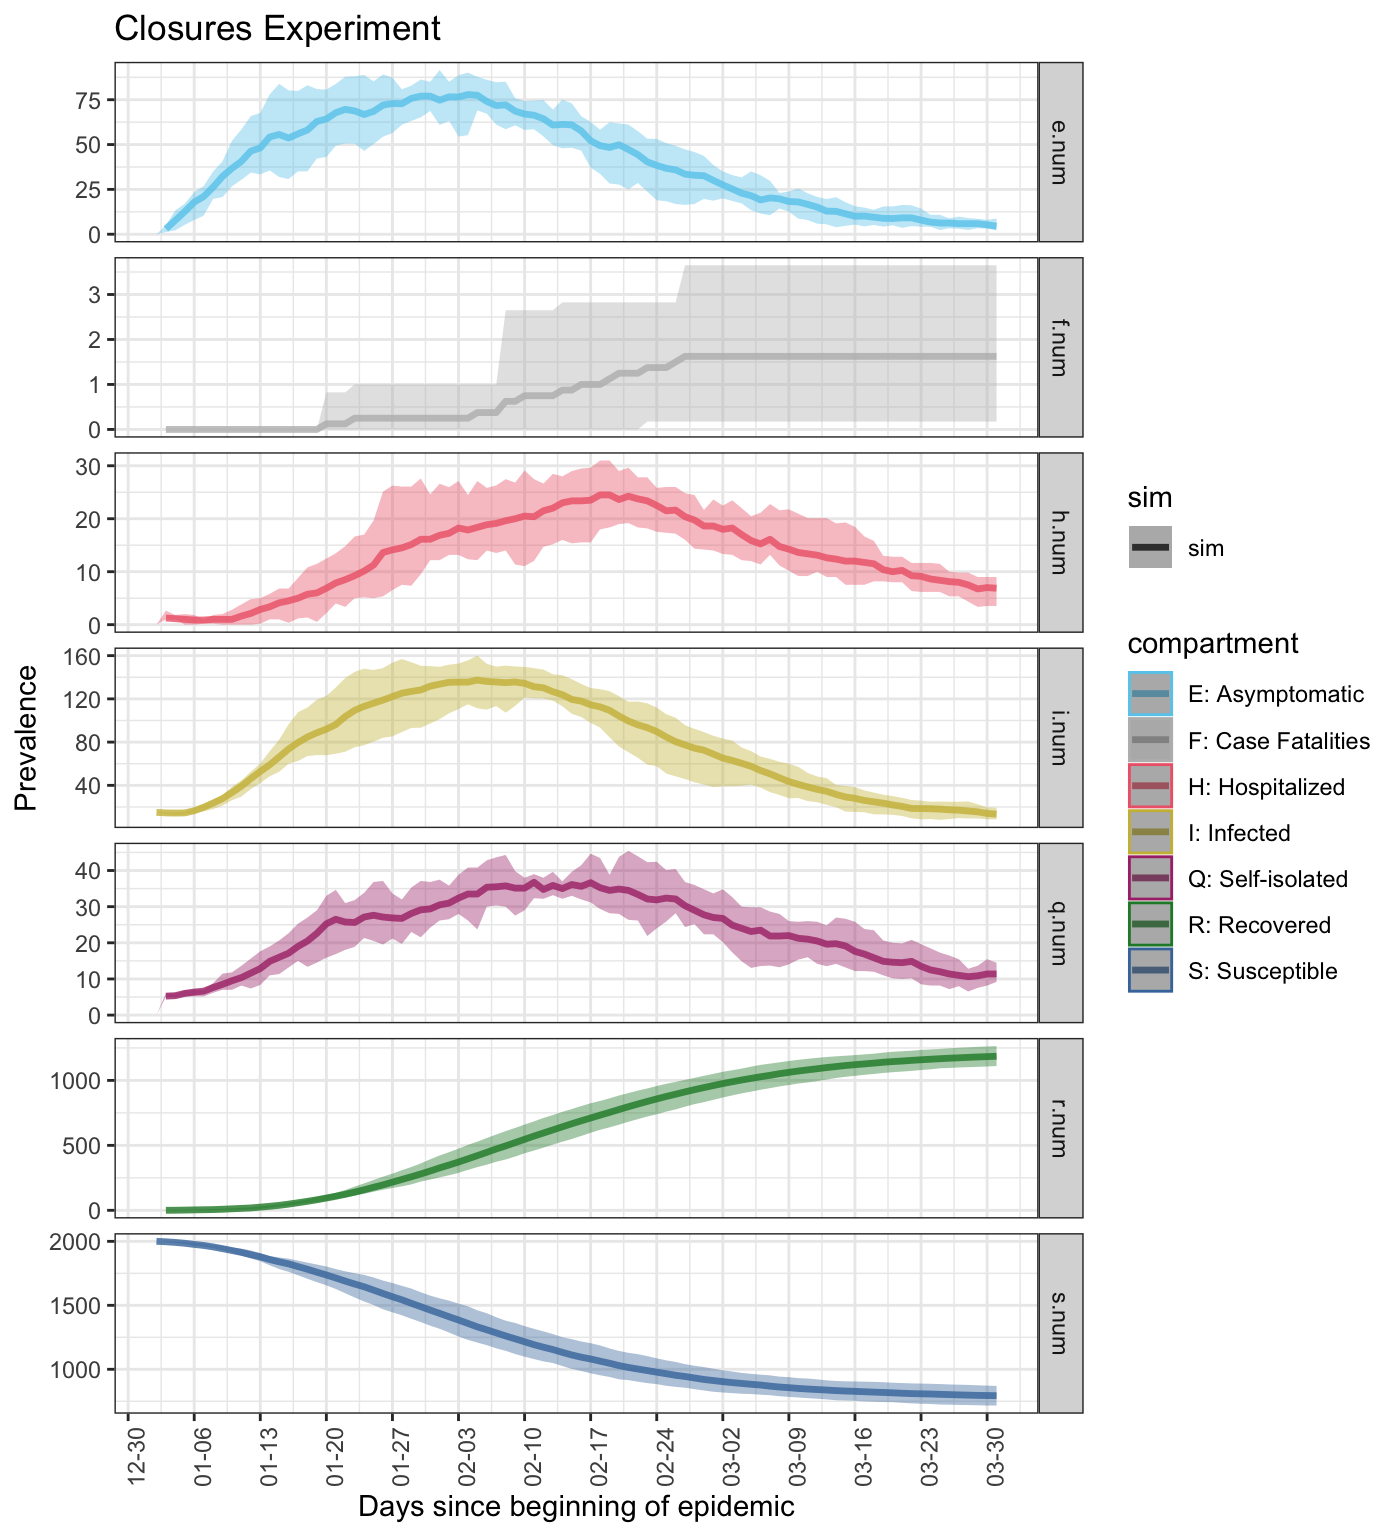 Closures Experiment
Prevalence
75
50
25
0
e.num
3
2
1
0
f.num
30
20
10
0
h.num
160
120
80
40
i.num
40
30
20
10
0
q.num
1000
500
0
r.num
2000
1500
1000
s.num
12-30
01-06
01-13
01-20
01-27
02-03
02-10
02-17
02-24
03-02
03-09
03-16
03-23
03-30
Days since beginning of epidemic
sim
sim
compartment
E: Asymptomatic
F: Case Fatalities
H: Hospitalized
I: Infected
Q: Self-isolated
R: Recovered
S: Susceptible